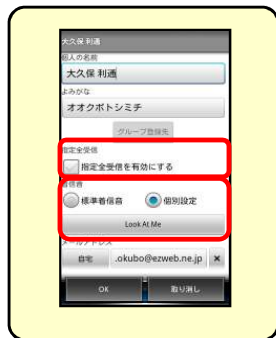 大久保 利通
個人の名前
大久保 利通
よみがな
オオクボトシミチ
グループ登録先
指定全受信
指定全受信を有効にする
着信音
標準着信音
個別設定
Look At Me
メールアドレス
自宅
.okubo@ezweb.ne.jp
×
OK
取り消し